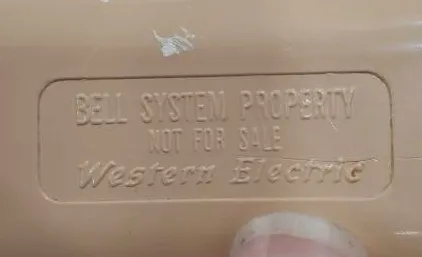 BELL SYSTEM PROPERTY
NOT FOR SALE
Western Electric